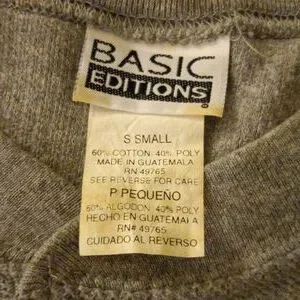 BASIC
EDITIONS
S SMALL
60% COTTON 40% POLY
MADE IN GUATEMALA
RN 49765
SEE REVERSE FOR CARE
P PEQUEÑO
60% ALGODON 40% POLY
HECHO EN GUATEMALA
RN# 49765
CUIDADO AL REVERSO